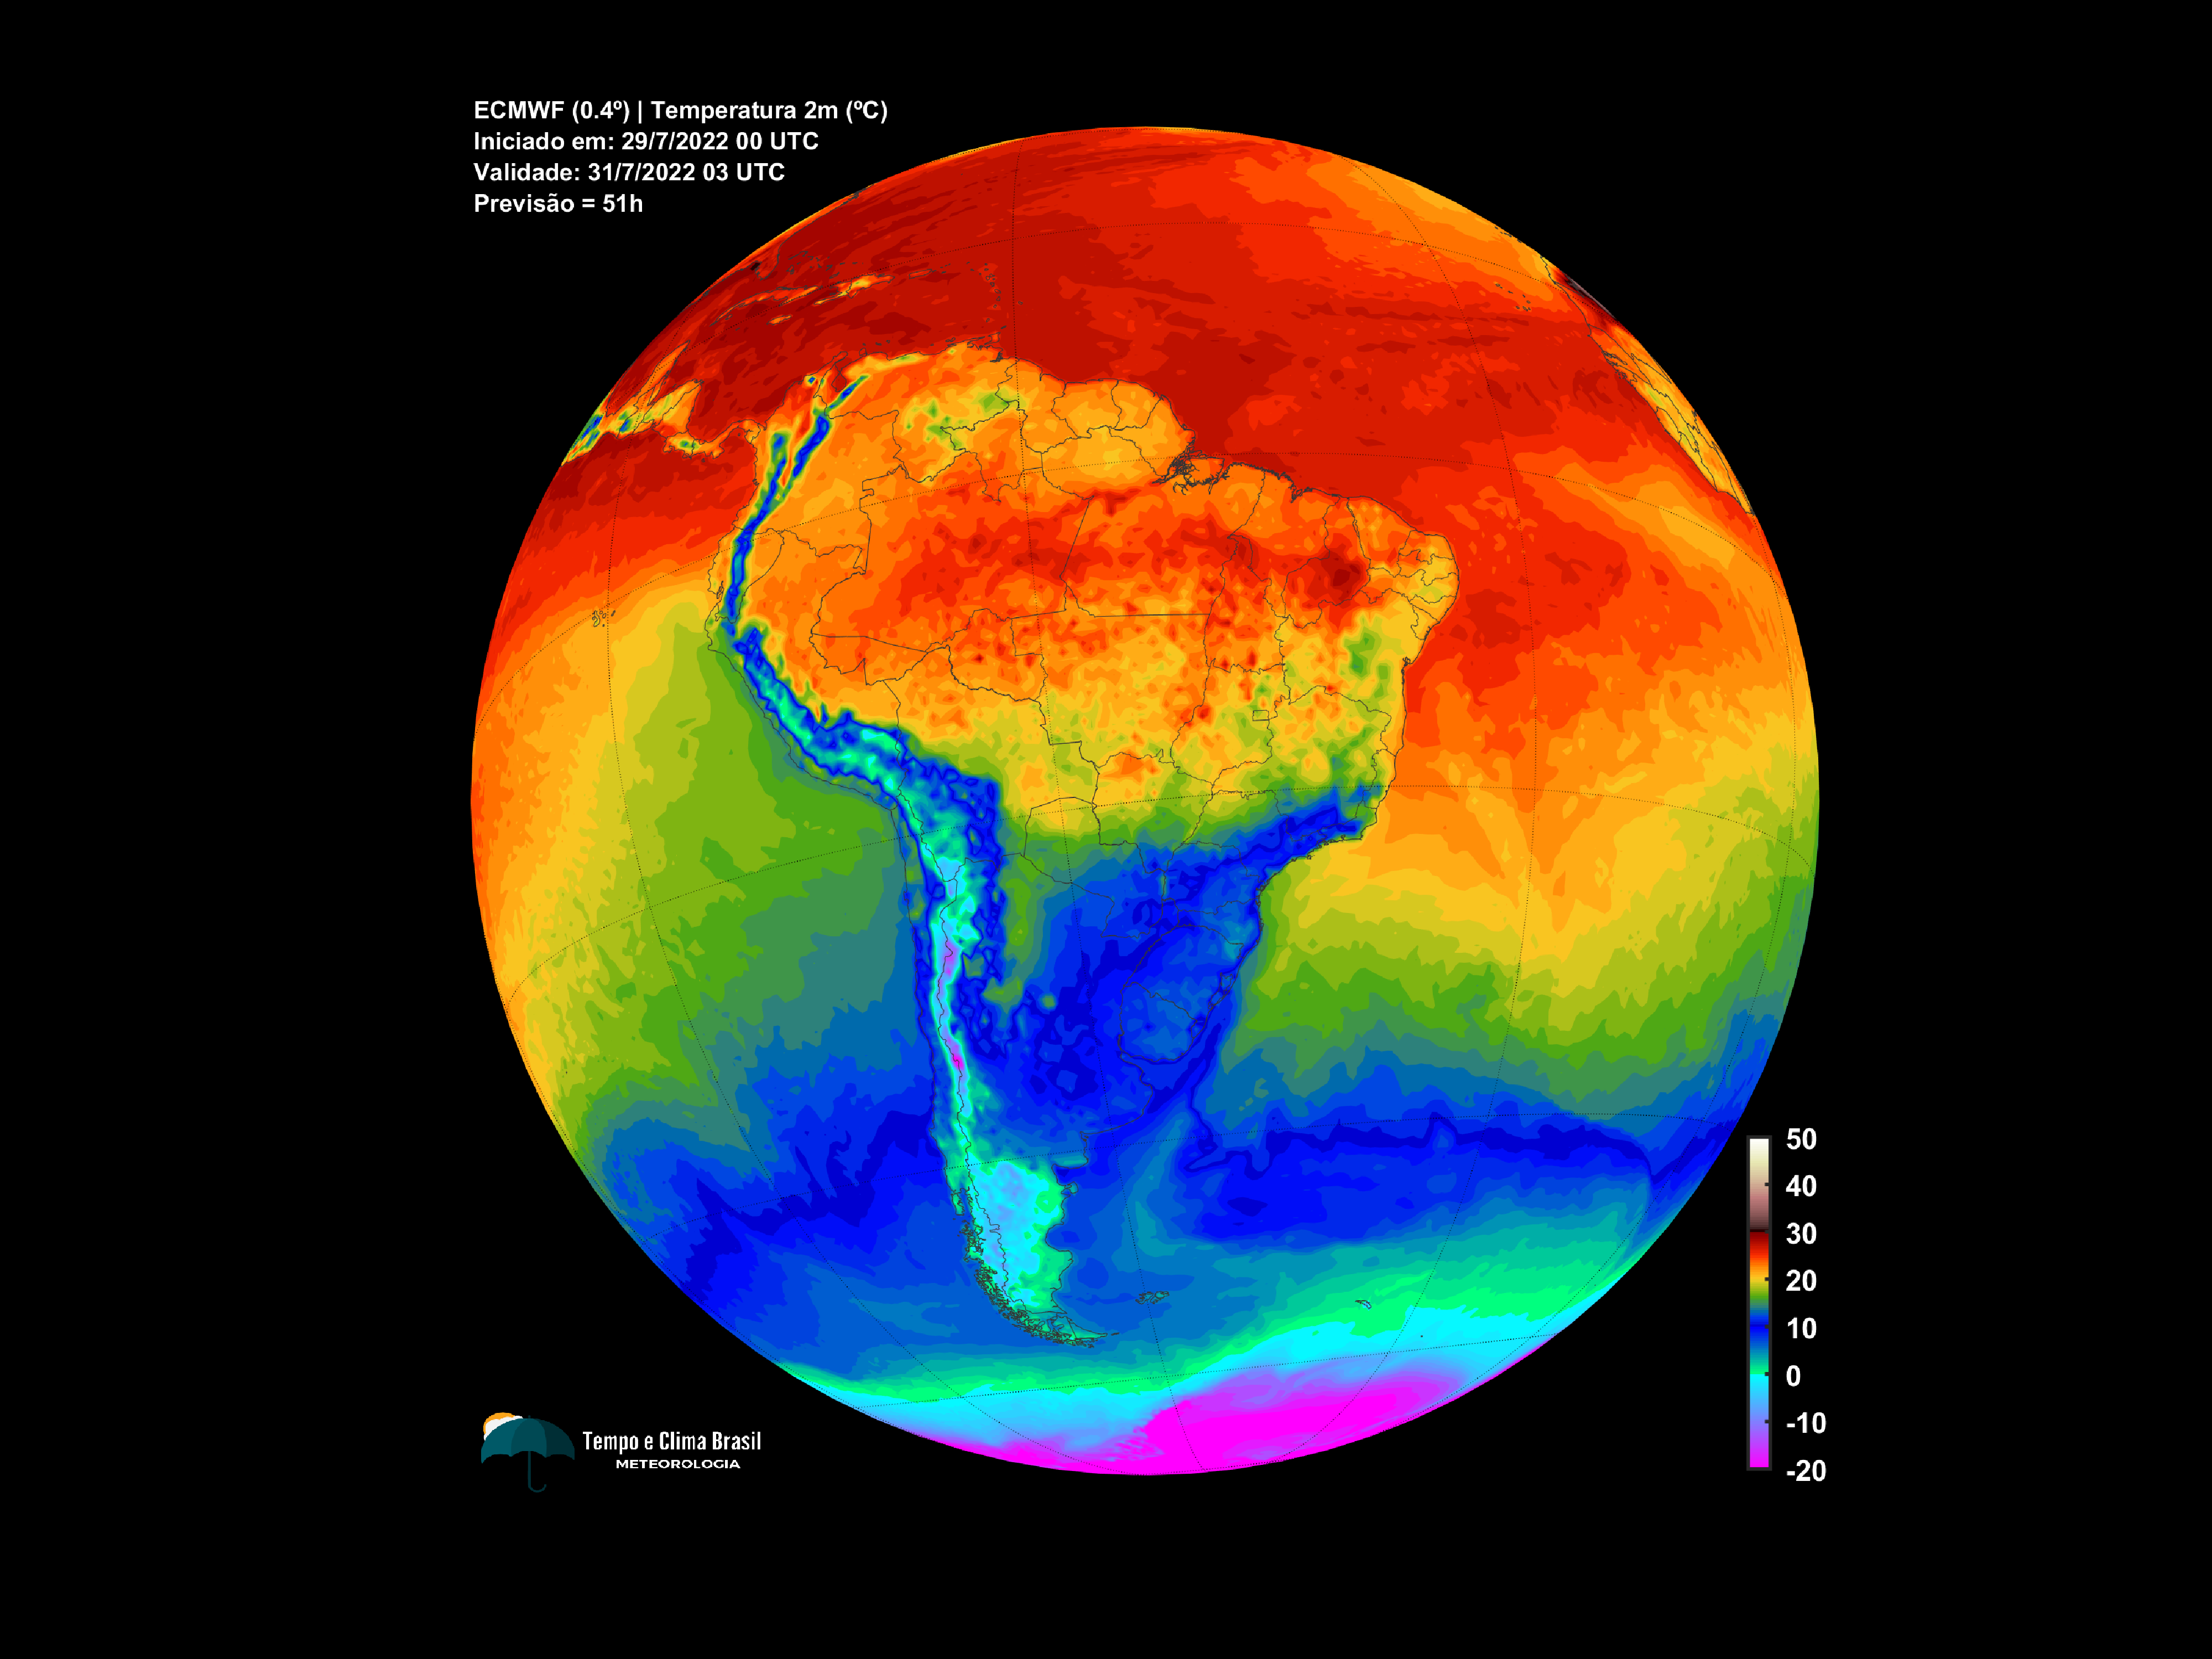 ECMWF (0.4º) | Temperatura 2m (ºC)
Iniciado em: 29/7/2022 00 UTC
Validade: 31/7/2022 03 UTC
Previsão = 51h
50
40
30
20
10
0
-10
-20
Tempo e Clima Brasil
METEOROLOGIA